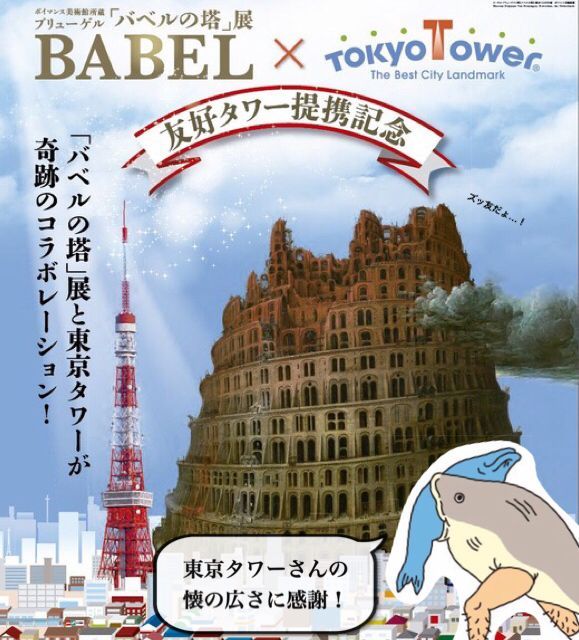 ボイマンス美術館所蔵
ブリューゲル「バベルの塔」展
BABEL
×
TOKYOTOWER®
The Best City Landmark
友好タワー提携記念
「バベルの塔」展と東京タワーが
奇跡のコラボレーション!
ズッ友だょ…!
東京タワーさんの
懐の広さに感謝!